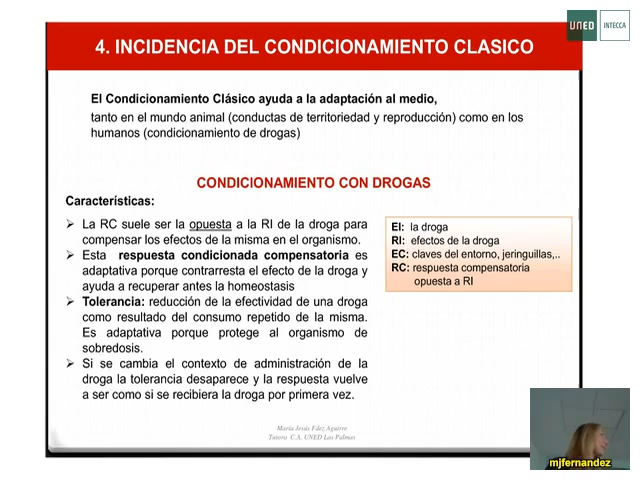 UNED
INTECCA
4. INCIDENCIA DEL CONDICIONAMIENTO CLASICO
El Condicionamiento Clásico ayuda a la adaptación al medio,
tanto en el mundo animal (conductas de territoriedad y reproducción) como en los
humanos (condicionamiento de drogas)
CONDICIONAMIENTO CON DROGAS
Características:
La RC suele ser la opuesta a la RI de la droga para
compensar los efectos de la misma en el organismo.
Esta respuesta condicionada compensatoria es
adaptativa porque contrarresta el efecto de la droga y
ayuda a recuperar antes la homeostasis
Tolerancia: reducción de la efectividad de una droga
como resultado del consumo repetido de la misma.
Es adaptativa porque protege al organismo de
sobredosis.
Si se cambia el contexto de administración de la
droga la tolerancia desaparece y la respuesta vuelve
a ser como si se recibiera la droga por primera vez.
EI: la droga
RI: efectos de la droga
EC: claves del entorno, jeringuillas,..
RC: respuesta compensatoria
opuesta a RI
María Jesús Fdez Aguirre
Tutora C.A. UNED Las Palmas
mjfernandez